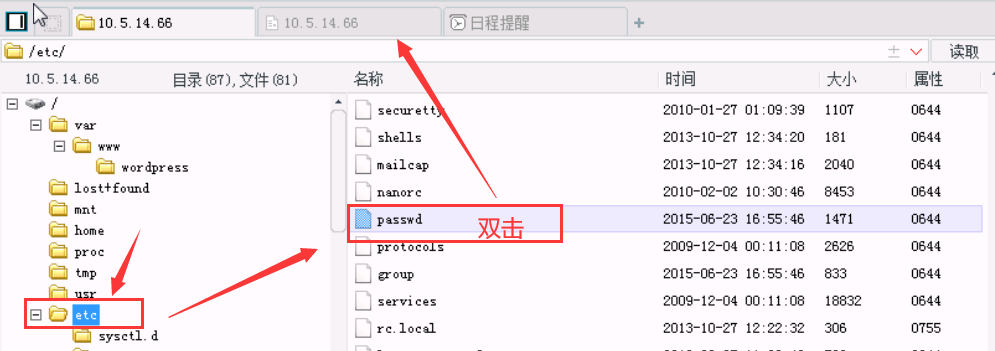 10.5.14.66 10.5.14.66 日程提醒 +
/etc/ 读取
10.5.14.66 目录(87),文件(81) 名称 时间 大小 属性
/
var
www
wordpress
lost+found
mnt
home
proc
tmp
usr
etc
sysctl.d
securetty 2010-01-27 01:09:39 1107 0644
shells 2013-10-27 12:34:20 181 0644
mailcap 2013-10-27 12:34:16 2040 0644
nanorc 2010-02-02 10:30:46 8453 0644
passwd 双击 2015-06-23 16:55:46 1471 0644
protocols 2009-12-04 00:11:08 2626 0644
group 2015-06-23 16:55:46 833 0644
services 2009-12-04 00:11:08 18832 0644
rc.local 2013-10-27 12:22:32 306 0755